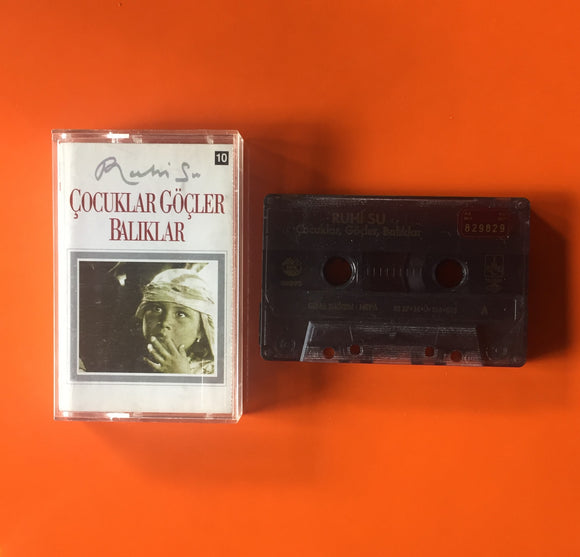 10
Ruhi Su
ÇOCUKLAR GÖÇLER
BALIKLAR
RUHİ SU
Çocuklar, Göçler, Balıklar
829829
A